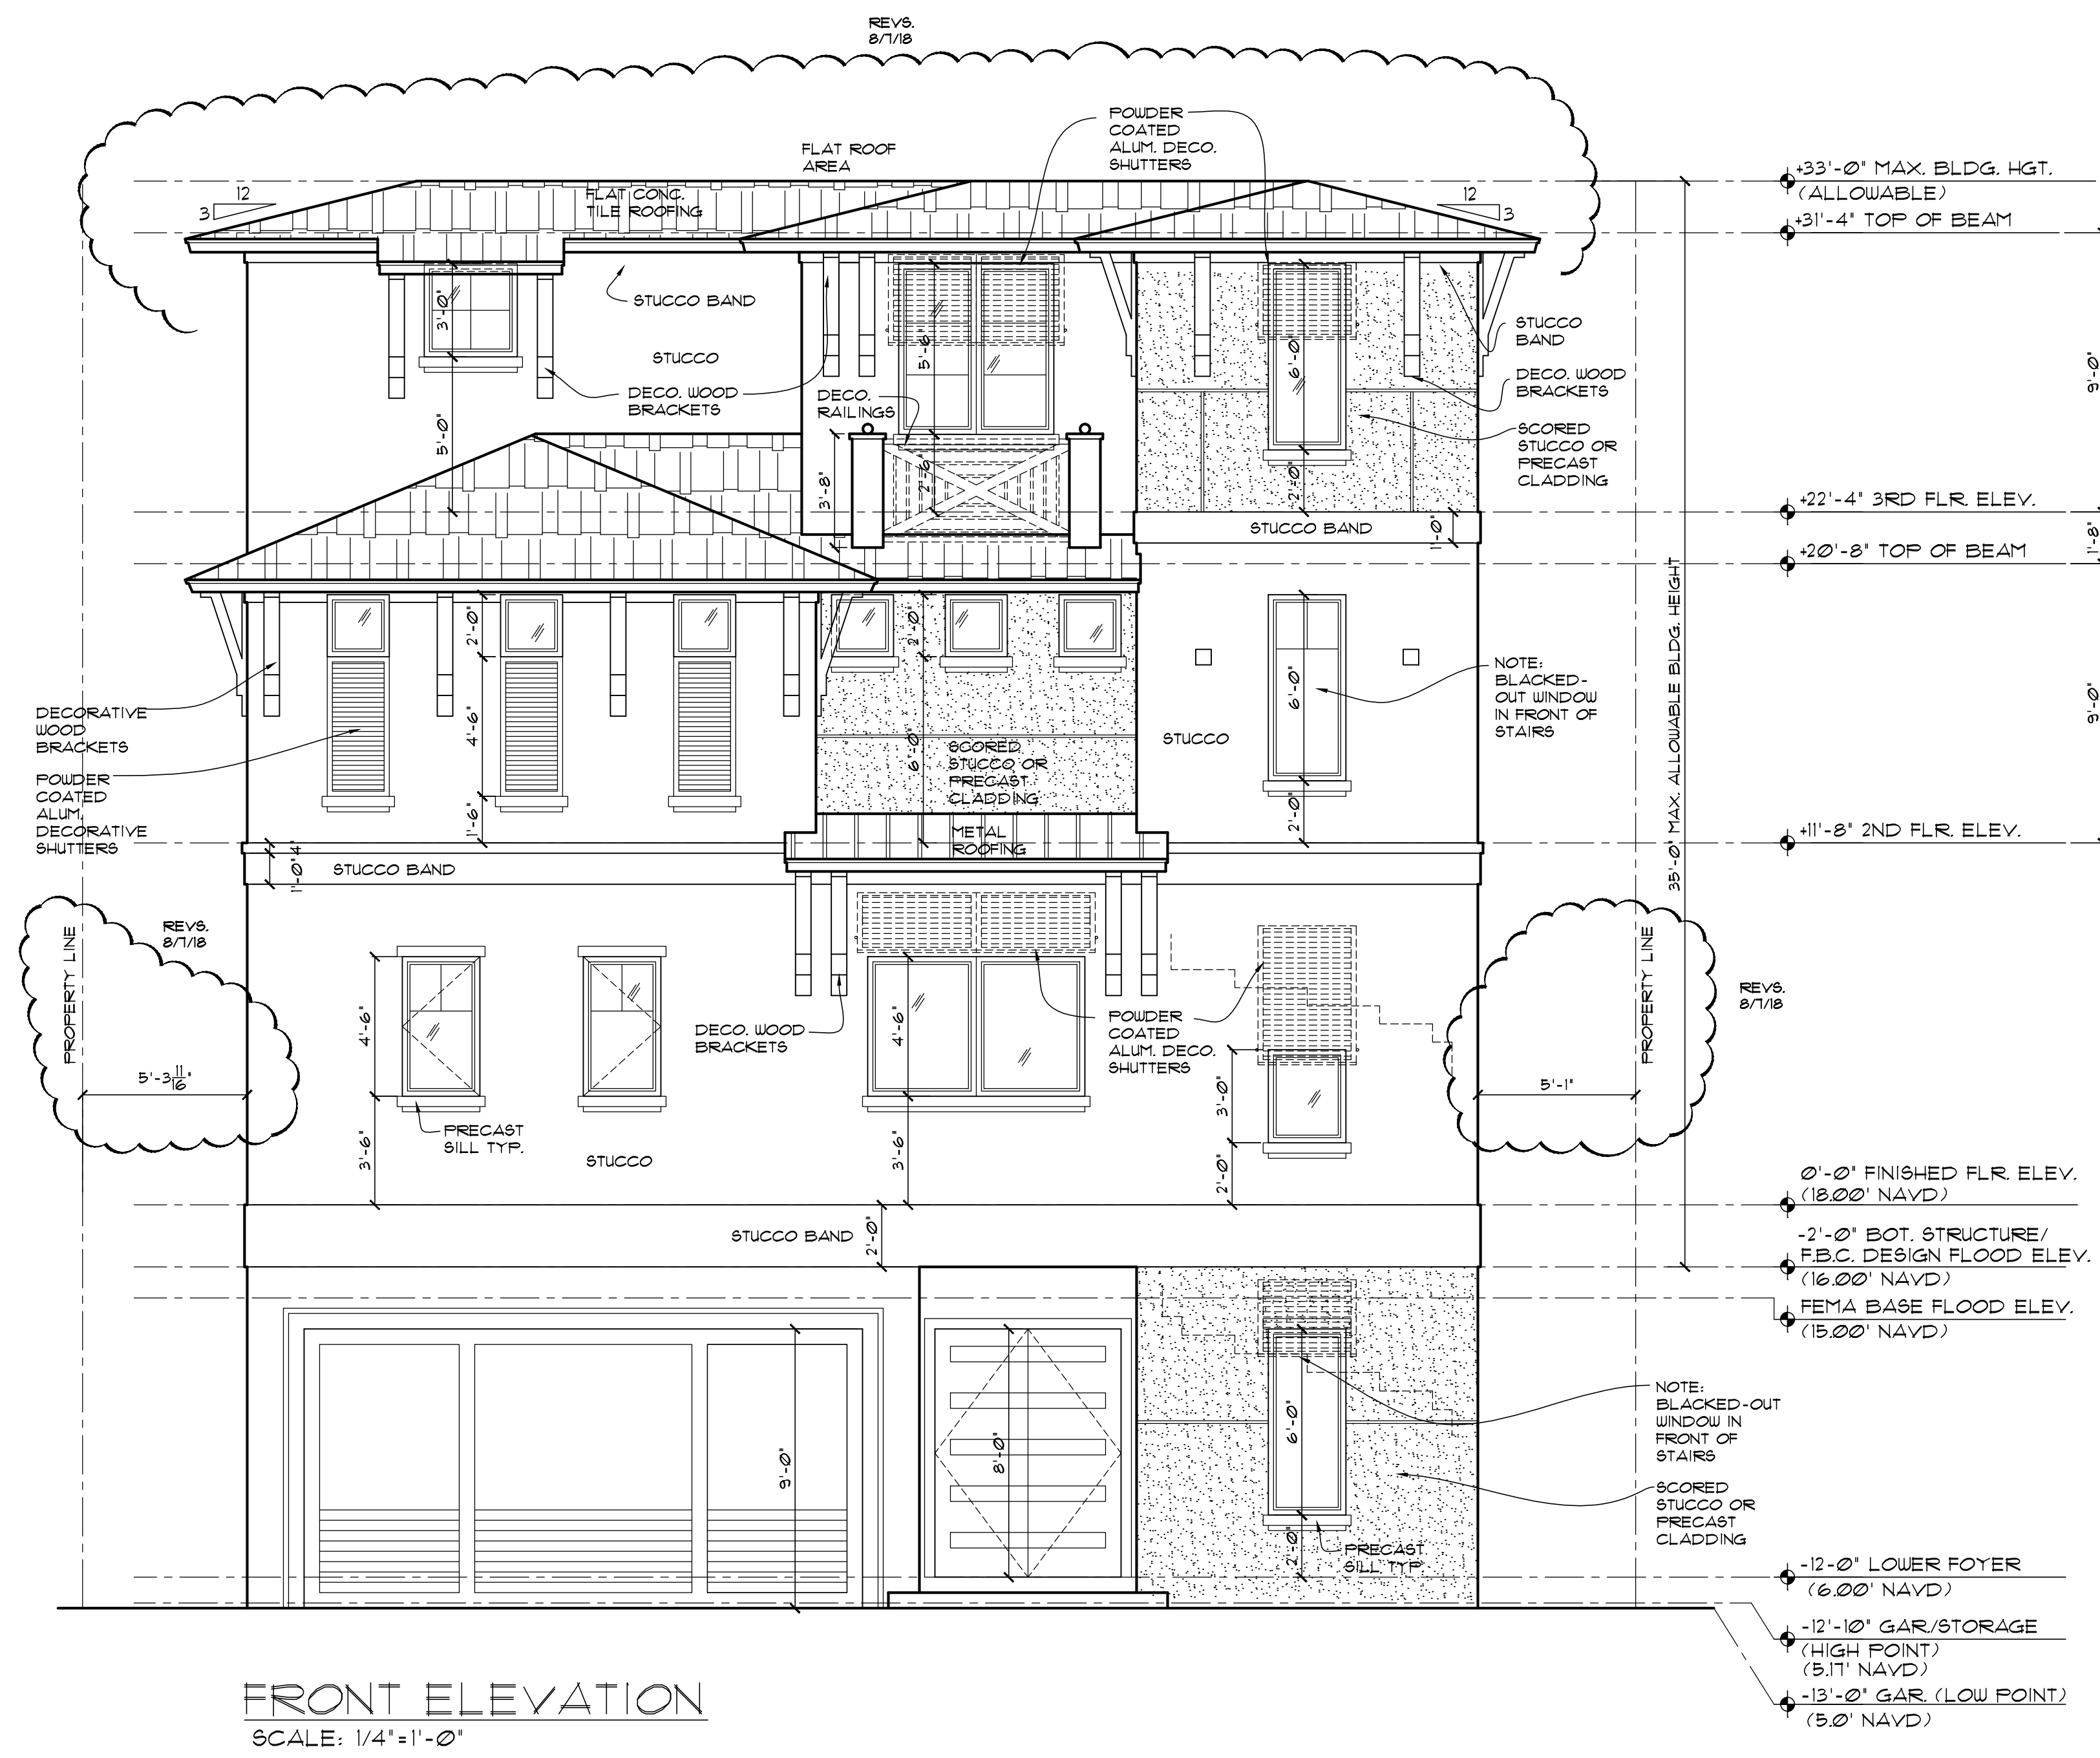 REVS.
8/7/18
POWDER
COATED
ALUM. DECO.
SHUTTERS
FLAT ROOF
AREA
FLAT CONC.
TILE ROOFING
12
3
12
3
+33'-0" MAX. BLDG. HGT.
(ALLOWABLE)
+31'-4" TOP OF BEAM
STUCCO BAND
STUCCO
DECO. WOOD
BRACKETS
DECO.
RAILINGS
3'-0"
5'-0"
5'-6"
2'-6"
3'-8"
6'-0"
2'-0"
STUCCO
BAND
DECO. WOOD
BRACKETS
SCORED
STUCCO OR
PRECAST
CLADDING
9'-0"
+22'-4" 3RD FLR. ELEV.
STUCCO BAND
1'-0"
1'-8"
+20'-8" TOP OF BEAM
35'-0" MAX. ALLOWABLE BLDG. HEIGHT
2'-0"
4'-6"
1'-6"
2'-0"
6'-0"
6'-0"
2'-0"
NOTE:
BLACKED-
OUT WINDOW
IN FRONT OF
STAIRS
9'-0"
DECORATIVE
WOOD
BRACKETS
POWDER
COATED
ALUM.
DECORATIVE
SHUTTERS
STUCCO
SCORED
STUCCO OR
PRECAST
CLADDING
METAL
ROOFING
+11'-8" 2ND FLR. ELEV.
4"
1'-0"
STUCCO BAND
REVS.
8/7/18
PROPERTY LINE
5'-3 11/16"
4'-6"
3'-6"
PRECAST
SILL TYP.
STUCCO
DECO. WOOD
BRACKETS
4'-6"
3'-6"
POWDER
COATED
ALUM. DECO.
SHUTTERS
3'-0"
2'-0"
PROPERTY LINE
5'-1"
REVS.
8/7/18
0'-0" FINISHED FLR. ELEV.
(18.00' NAVD)
STUCCO BAND
2'-0"
-2'-0" BOT. STRUCTURE/
F.B.C. DESIGN FLOOD ELEV.
(16.00' NAVD)
FEMA BASE FLOOD ELEV.
(15.00' NAVD)
9'-0"
8'-0"
6'-0"
2'-0"
NOTE:
BLACKED-OUT
WINDOW IN
FRONT OF
STAIRS
SCORED
STUCCO OR
PRECAST
CLADDING
PRECAST
SILL TYP
-12-0" LOWER FOYER
(6.00' NAVD)
-12'-10" GAR./STORAGE
(HIGH POINT)
(5.17' NAVD)
-13'-0" GAR. (LOW POINT)
(5.0' NAVD)
FRONT ELEVATION
SCALE: 1/4"=1'-0"